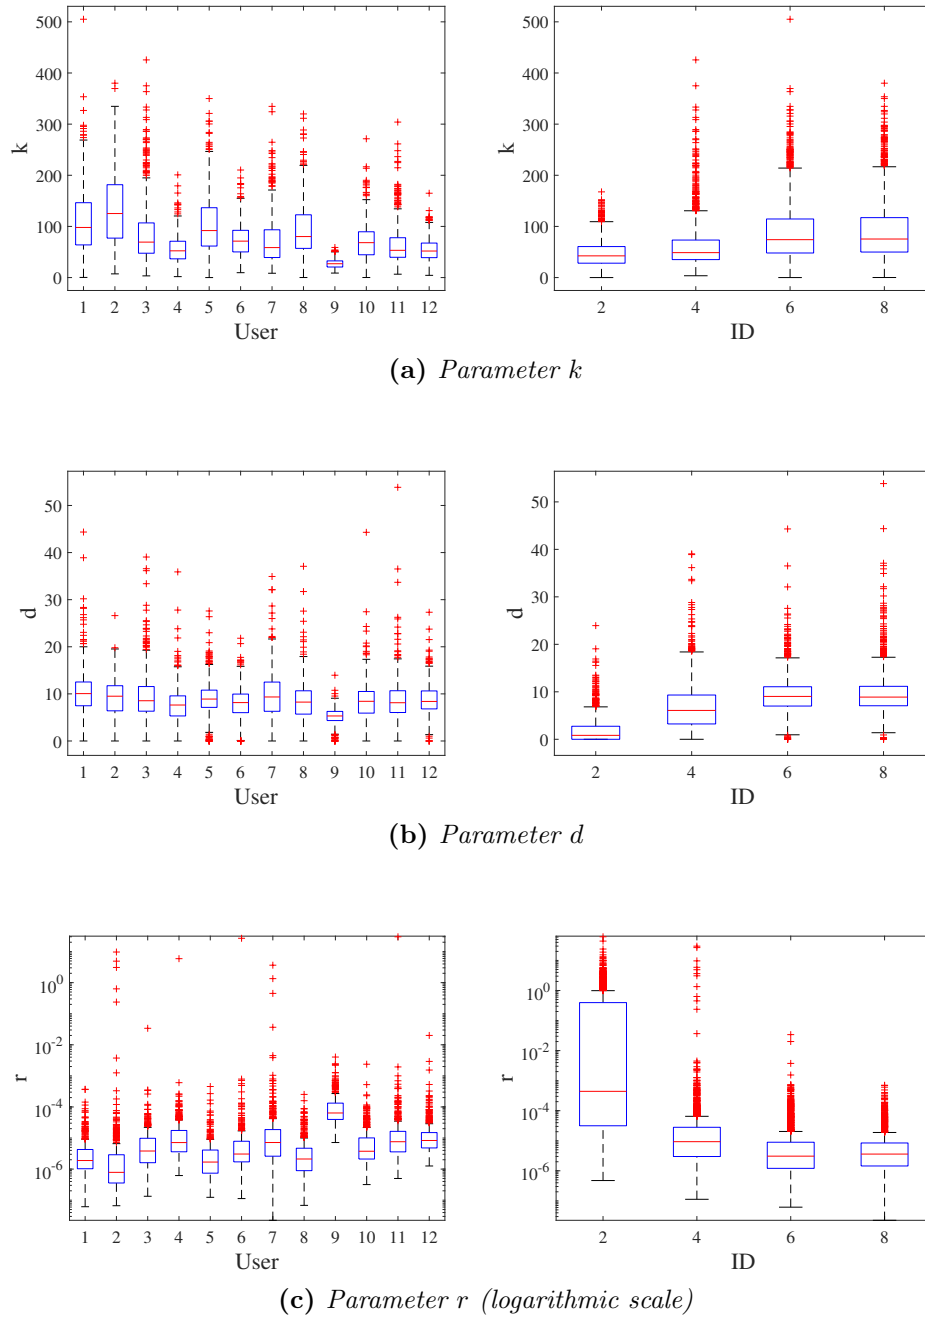 500
400
300
200
100
0
k
1 2 3 4 5 6 7 8 9 10 11 12
User
500
400
300
200
100
0
k
2 4 6 8
ID
(a) Parameter k
50
40
30
20
10
0
d
1 2 3 4 5 6 7 8 9 10 11 12
User
50
40
30
20
10
0
d
2 4 6 8
ID
(b) Parameter d
10^0
10^-2
10^-4
10^-6
r
1 2 3 4 5 6 7 8 9 10 11 12
User
10^0
10^-2
10^-4
10^-6
r
2 4 6 8
ID
(c) Parameter r (logarithmic scale)